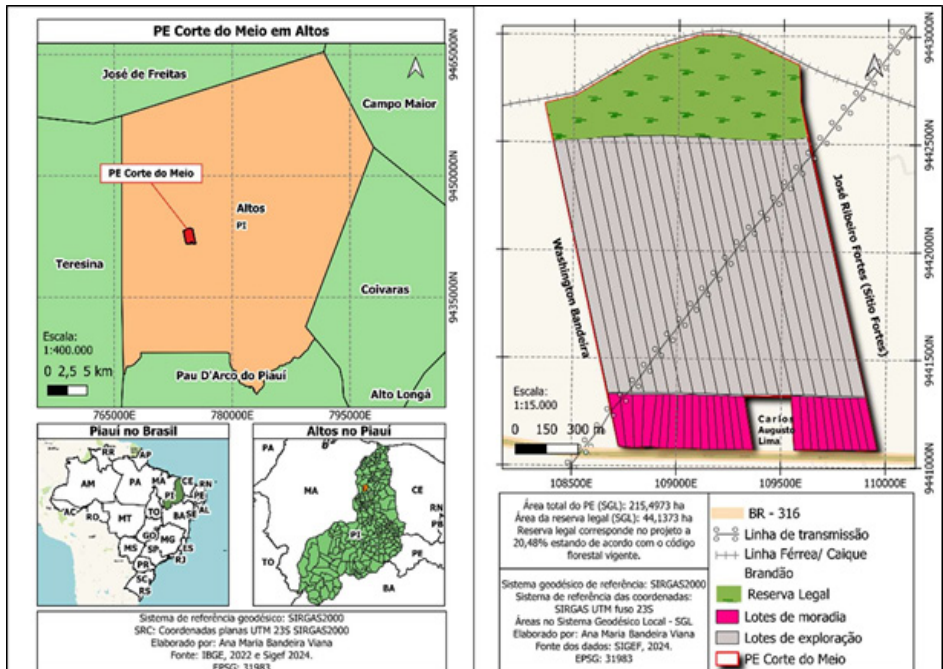 PE Corte do Meio em Altos
José de Freitas
Campo Maior
PE Corte do Meio
Altos
PI
Teresina
Coivaras
Escala:
1:400.000
0 2,5 5 km
Pau D'Arco do Piauí
Alto Longá
9465000N
9450000N
9435000N
765000E
780000E
795000E
Piauí no Brasil
RR
AP
AM
PA
MA
CE
RN
PI
PE
AC
RO
TO
BA
SE
AL
MT
GO
MG
MS
SP
ES
RJ
PR
SC
RS
Altos no Piauí
PA
MA
CE
RN
PB
PI
PE
TO
BA
Sistema de referência geodésico: SIRGAS2000
SRC: Coordenadas planas UTM 23S SIRGAS2000
Elaborado por: Ana Maria Bandeira Viana
Fonte: IBGE, 2022 e Sigef 2024.
EPSG: 31983
Washington Bandeira
José Ribeiro Fortes (Sítio Fortes)
Carlos
Augusto
Lima
Escala:
1:15.000
0 150 300 m
9443000N
9442500N
9442000N
9441500N
9441000N
108500E
109000E
109500E
110000E
Área total do PE (SGL): 215,4973 ha
Área da reserva legal (SGL): 44,1373 ha
Reserva legal corresponde no projeto a
20,48% estando de acordo com o código
florestal vigente.
Sistema geodésico de referência: SIRGAS2000
Sistema de referência das coordenadas:
SIRGAS UTM fuso 23S
Áreas no Sistema Geodésico Local - SGL
Elaborado por: Ana Maria Bandeira Viana
Fonte dos dados: SIGEF, 2024.
EPSG: 31983
BR - 316
Linha de transmissão
Linha Férrea/ Caique
Brandão
Reserva Legal
Lotes de moradia
Lotes de exploração
PE Corte do Meio